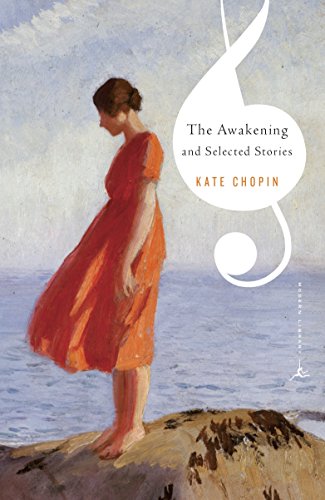 The Awakening
and Selected Stories
KATE CHOPIN
MODERN LIBRARY